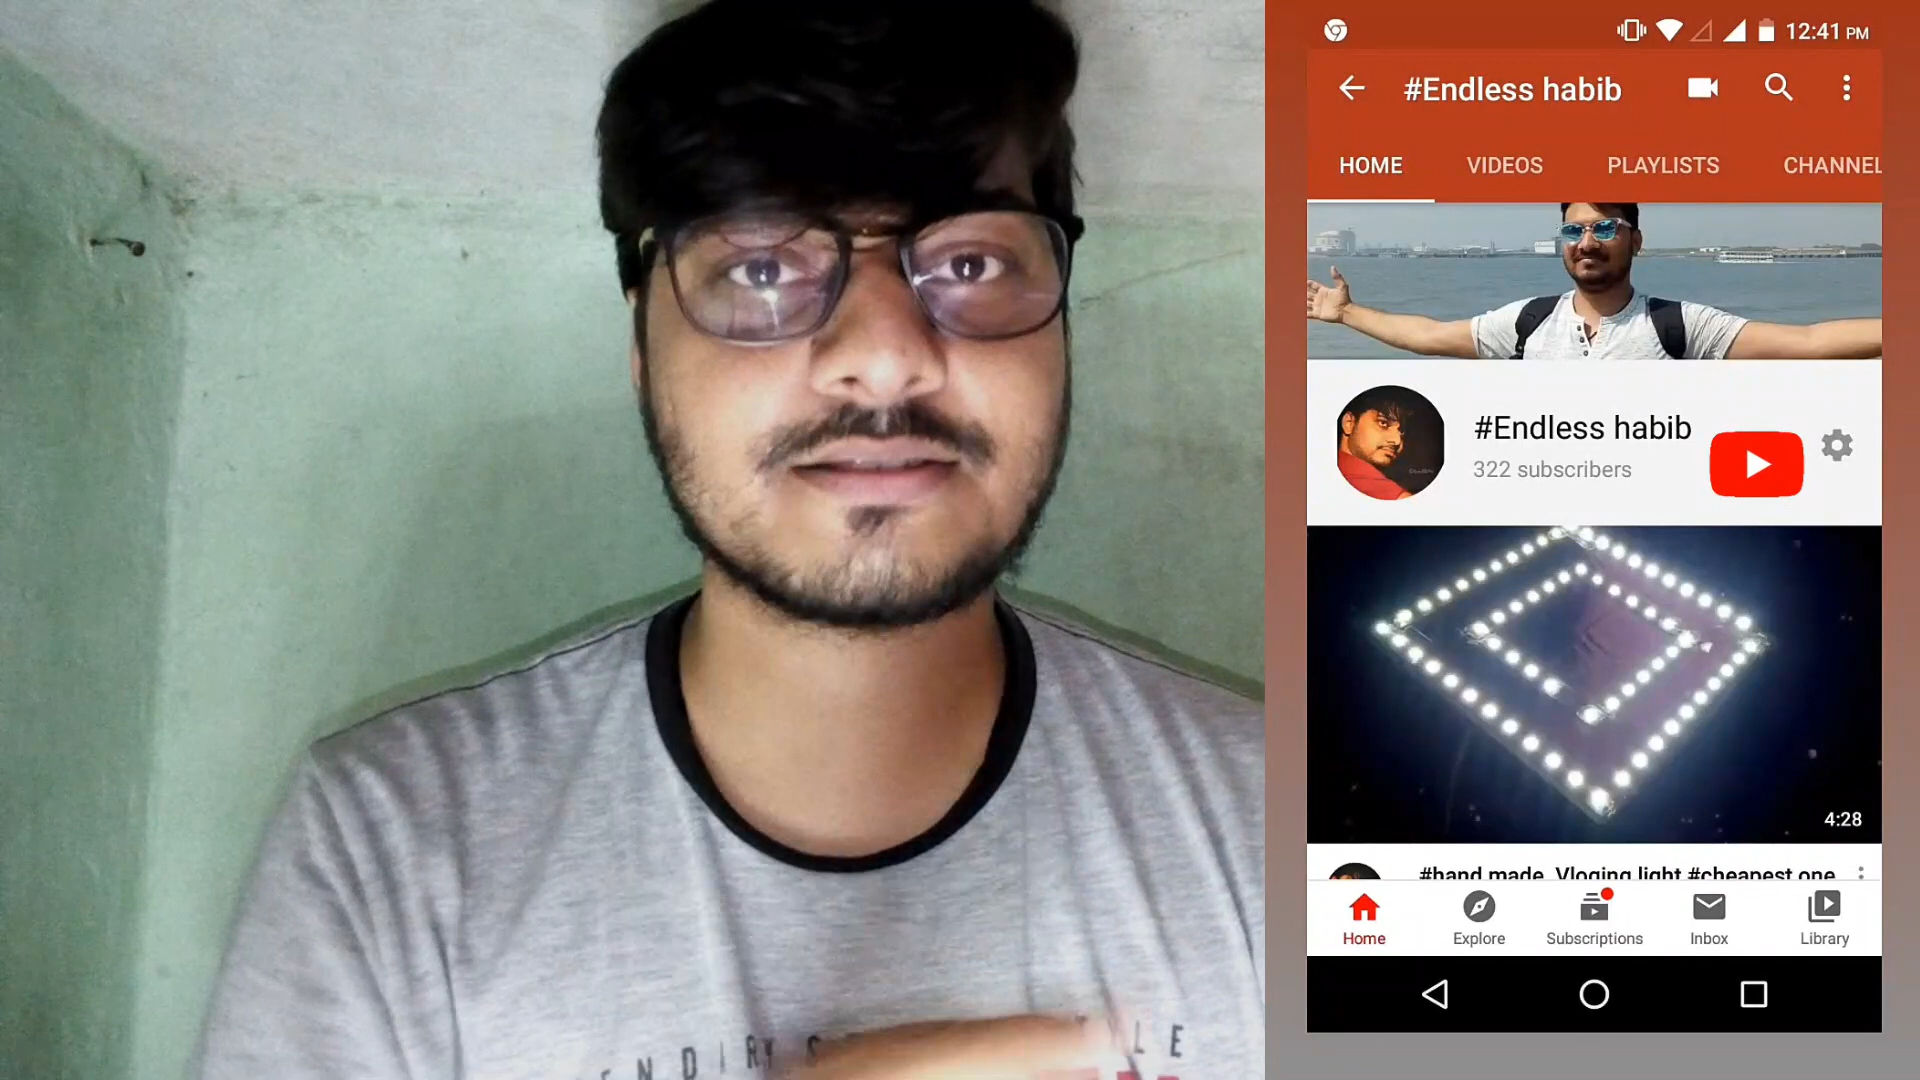 12:41 PM
#Endless habib
HOME VIDEOS PLAYLISTS CHANNEL
#Endless habib
322 subscribers
4:28
#hand made Vloging light #cheapest one
Home Explore Subscriptions Inbox Library